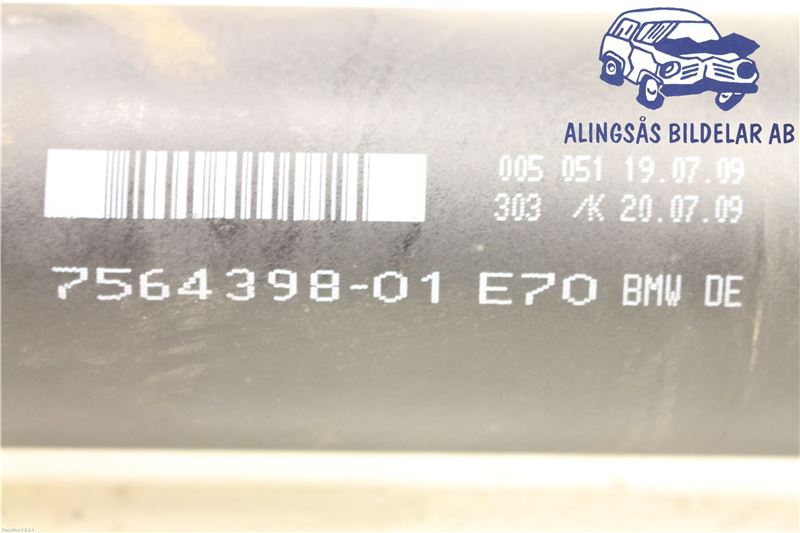 ALINGSÅS BILDELAR AB
005 051 19.07.09
303 /K 20.07.09
7564398-01 E70 BMW DE